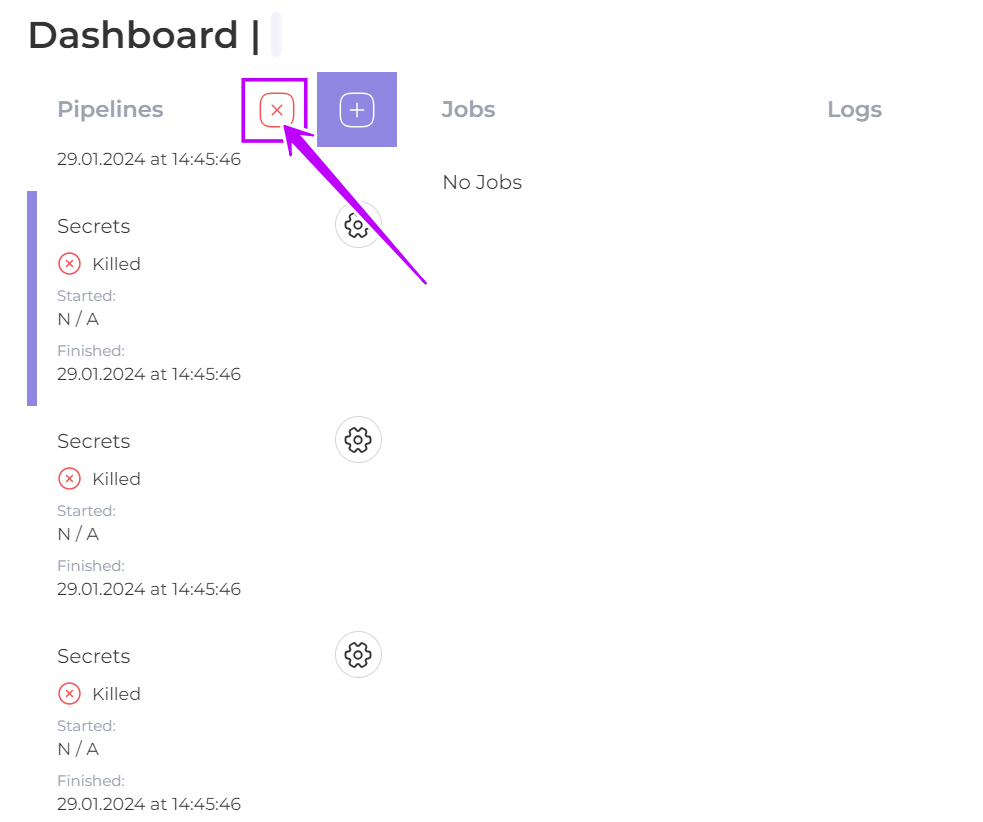 Dashboard |
Pipelines
Jobs
Logs
29.01.2024 at 14:45:46
No Jobs
Secrets
Killed
Started:
N / A
Finished:
29.01.2024 at 14:45:46
Secrets
Killed
Started:
N / A
Finished:
29.01.2024 at 14:45:46
Secrets
Killed
Started:
N / A
Finished:
29.01.2024 at 14:45:46